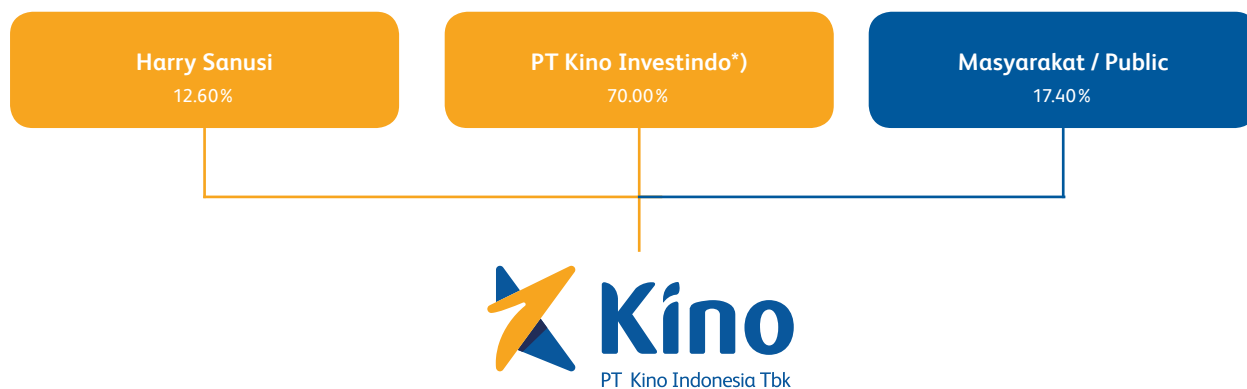 Harry Sanusi
12.60%
PT Kino Investindo*)
70.00%
Masyarakat / Public
17.40%
Kino
PT Kino Indonesia Tbk